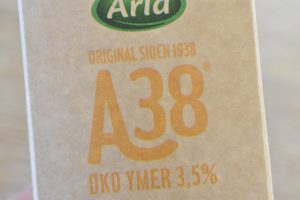 Arla
ORIGINAL SIDEN 1938
A38®
ØKO YMER 3,5%